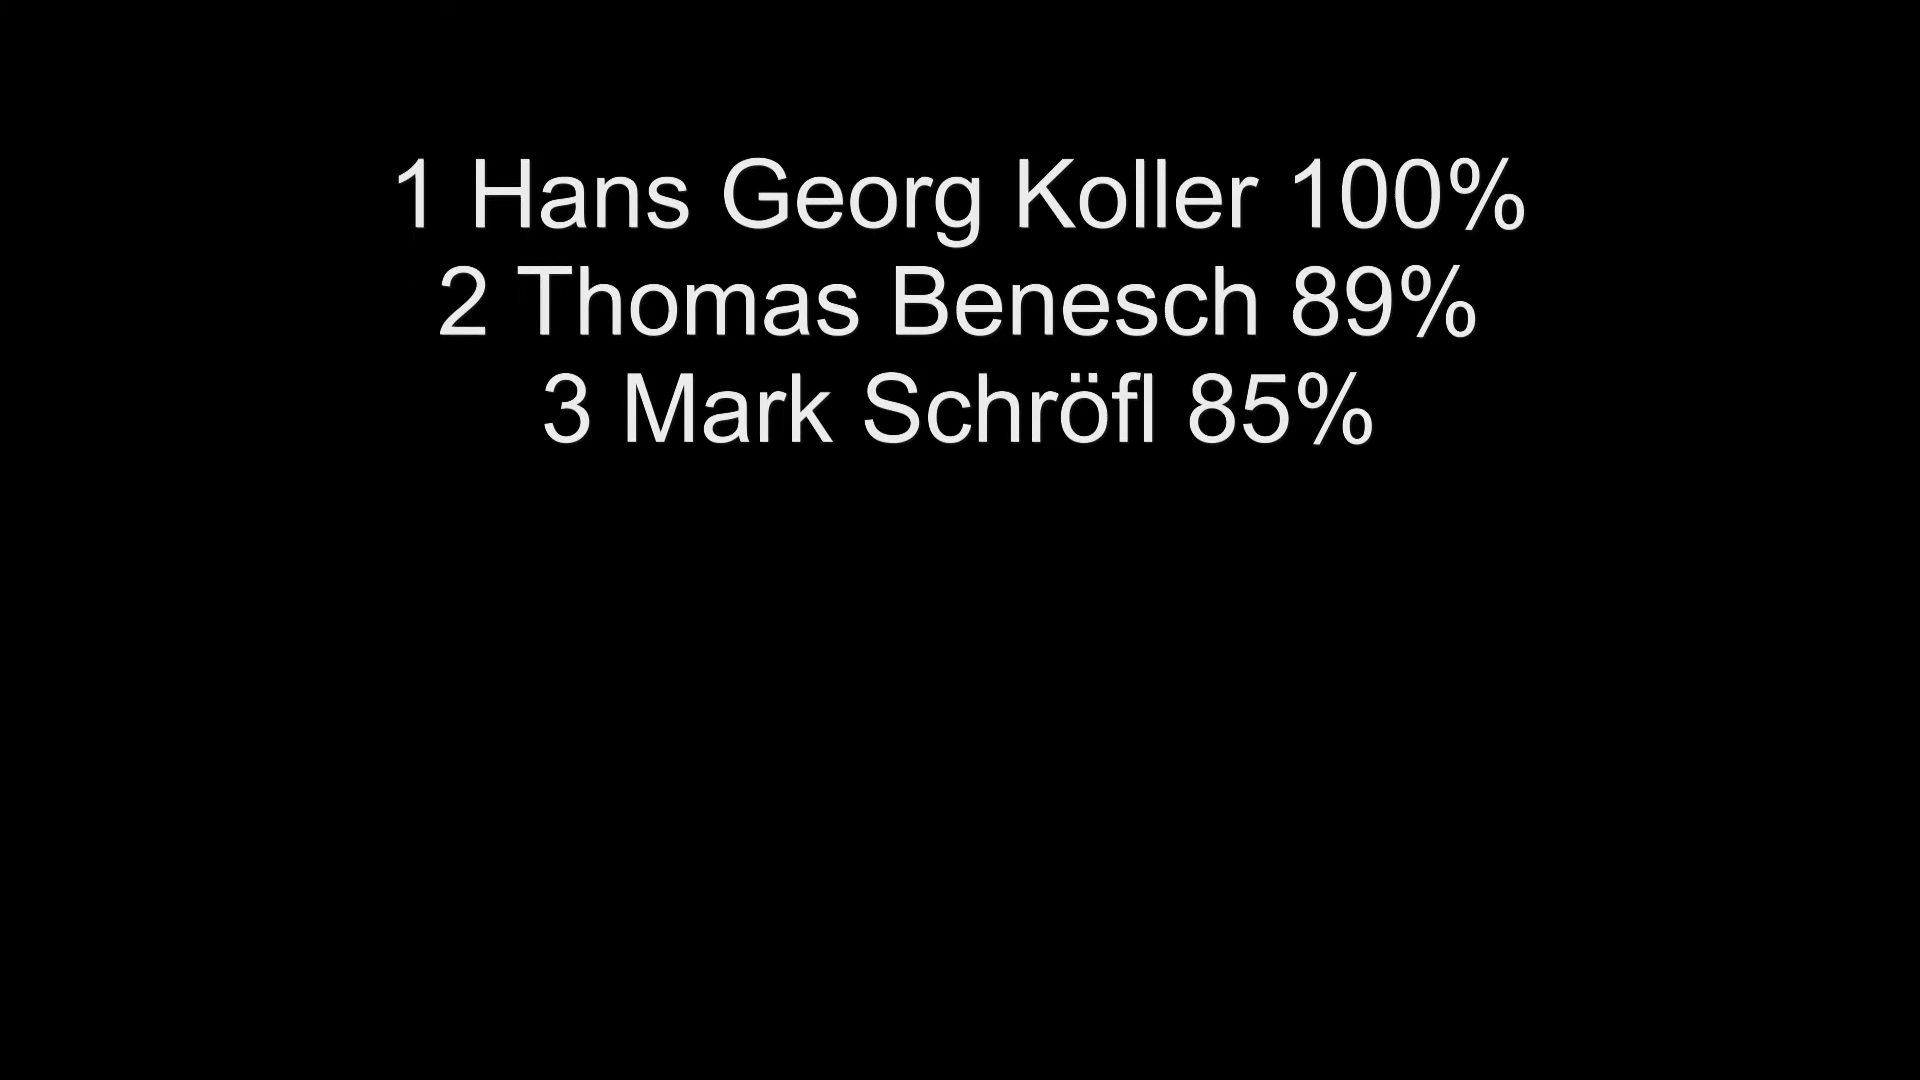 1 Hans Georg Koller 100%
2 Thomas Benesch 89%
3 Mark Schröfl 85%